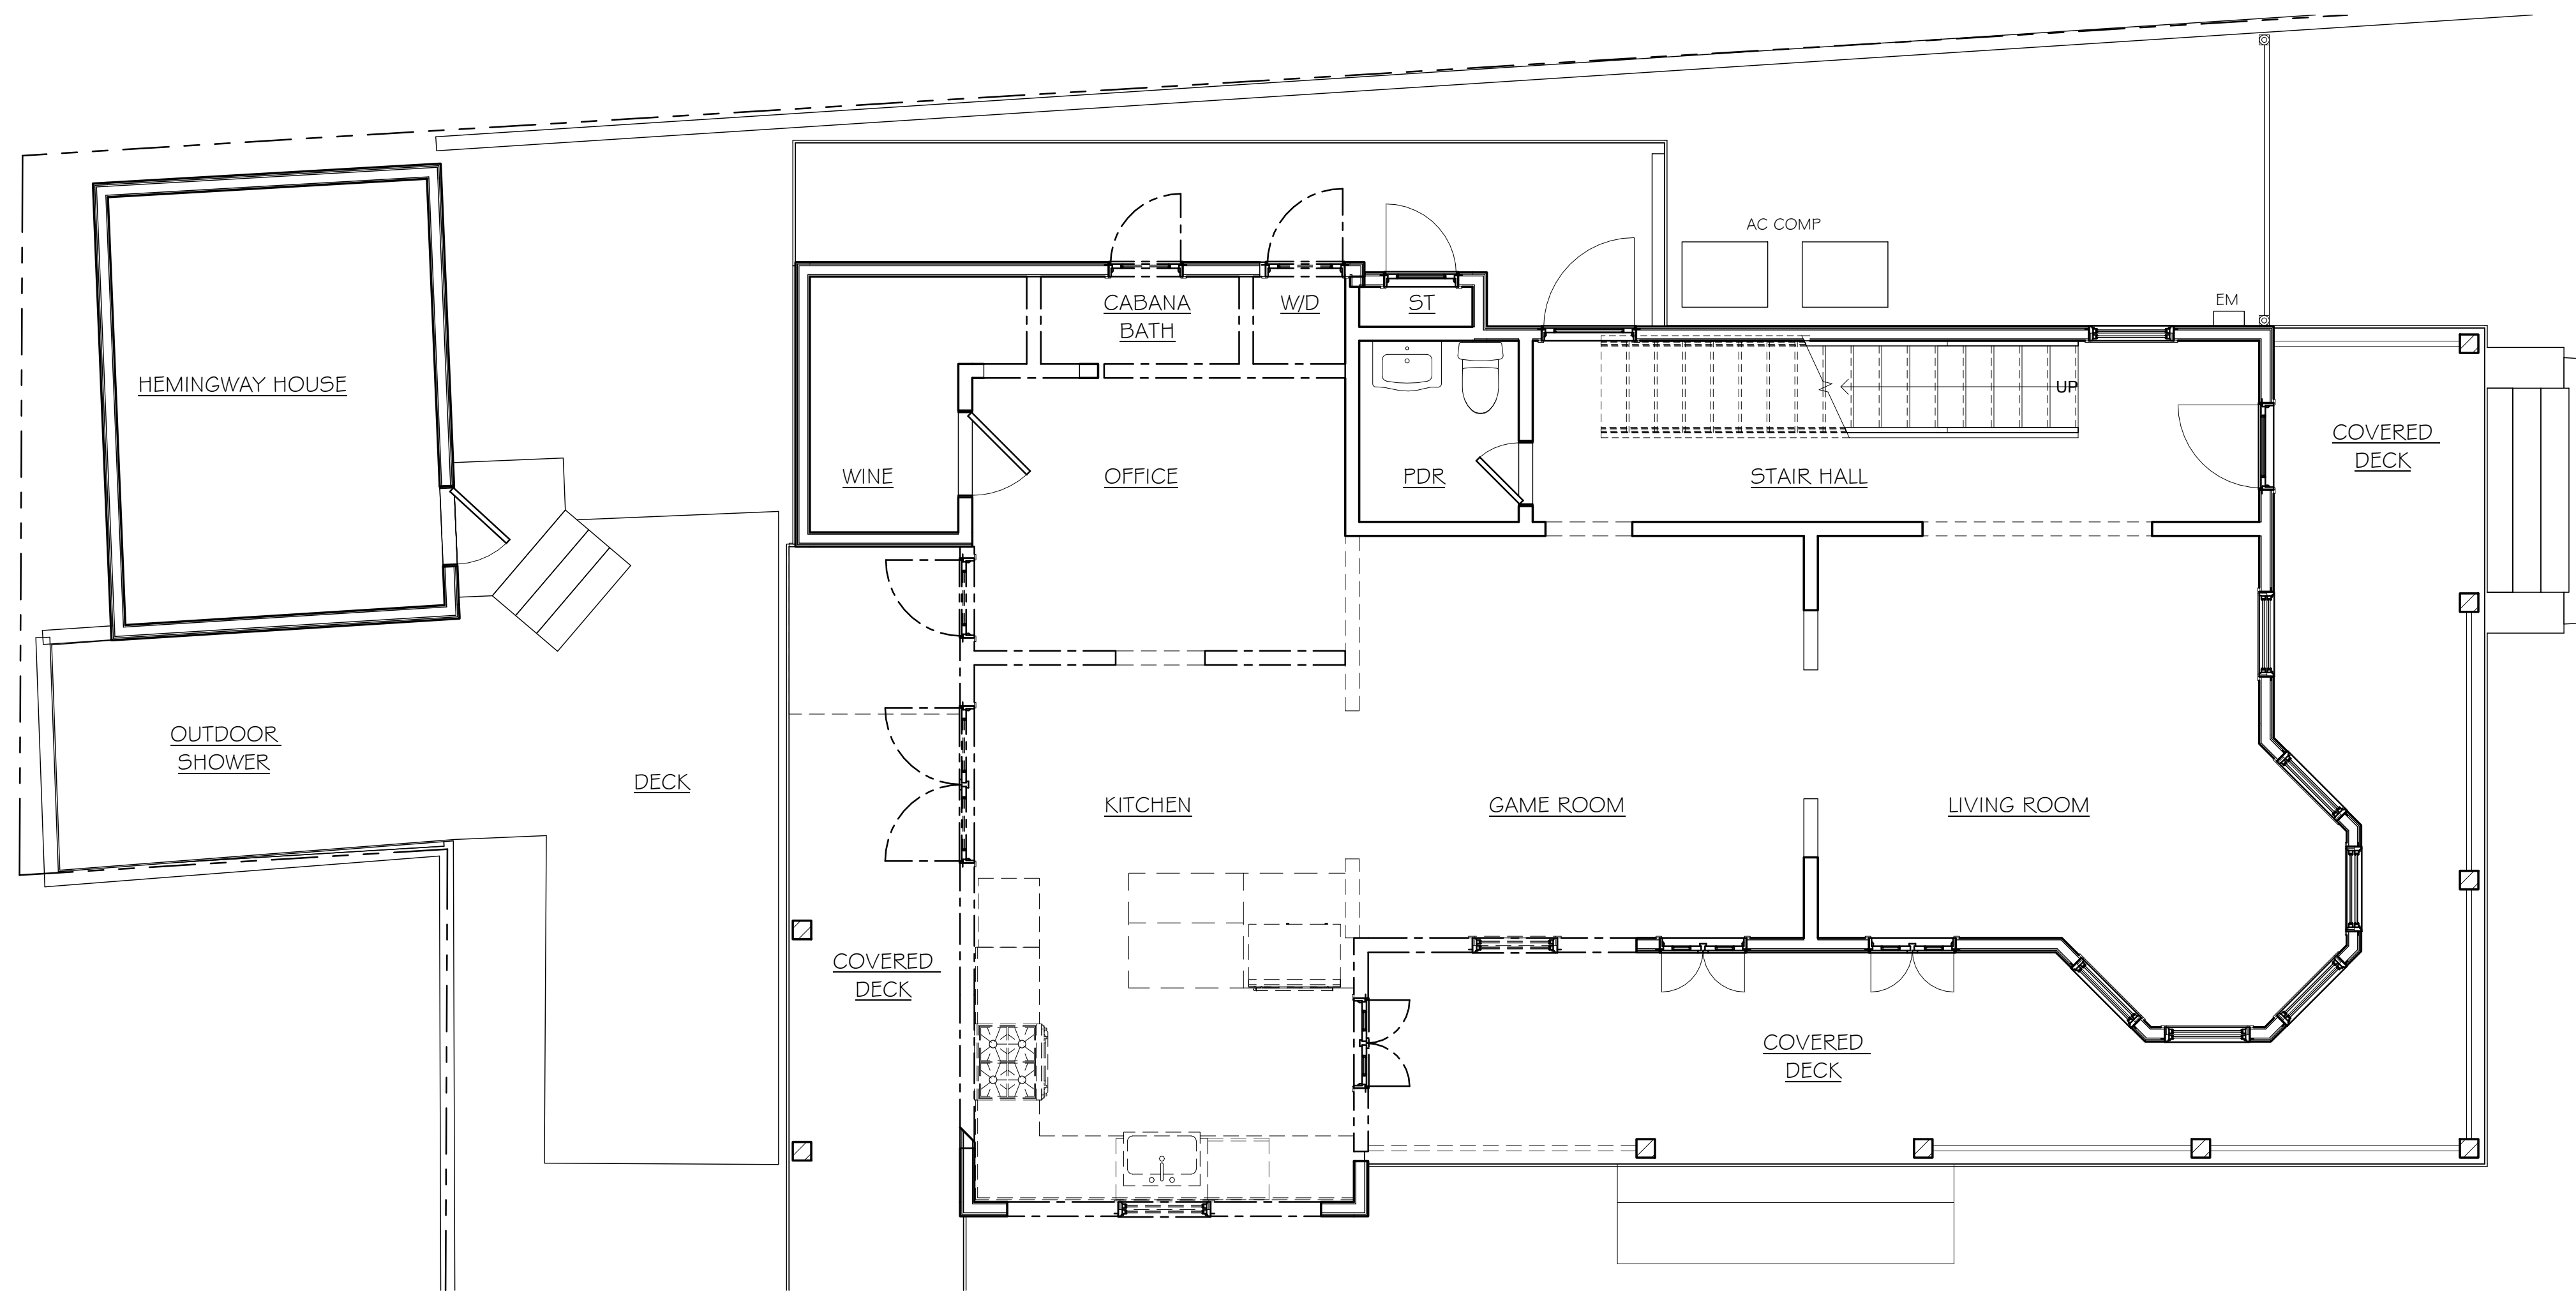 AC COMP
EM
CABANA
BATH
W/D
ST
HEMINGWAY HOUSE
UP
COVERED
DECK
WINE
OFFICE
PDR
STAIR HALL
OUTDOOR
SHOWER
DECK
KITCHEN
GAME ROOM
LIVING ROOM
COVERED
DECK
COVERED
DECK